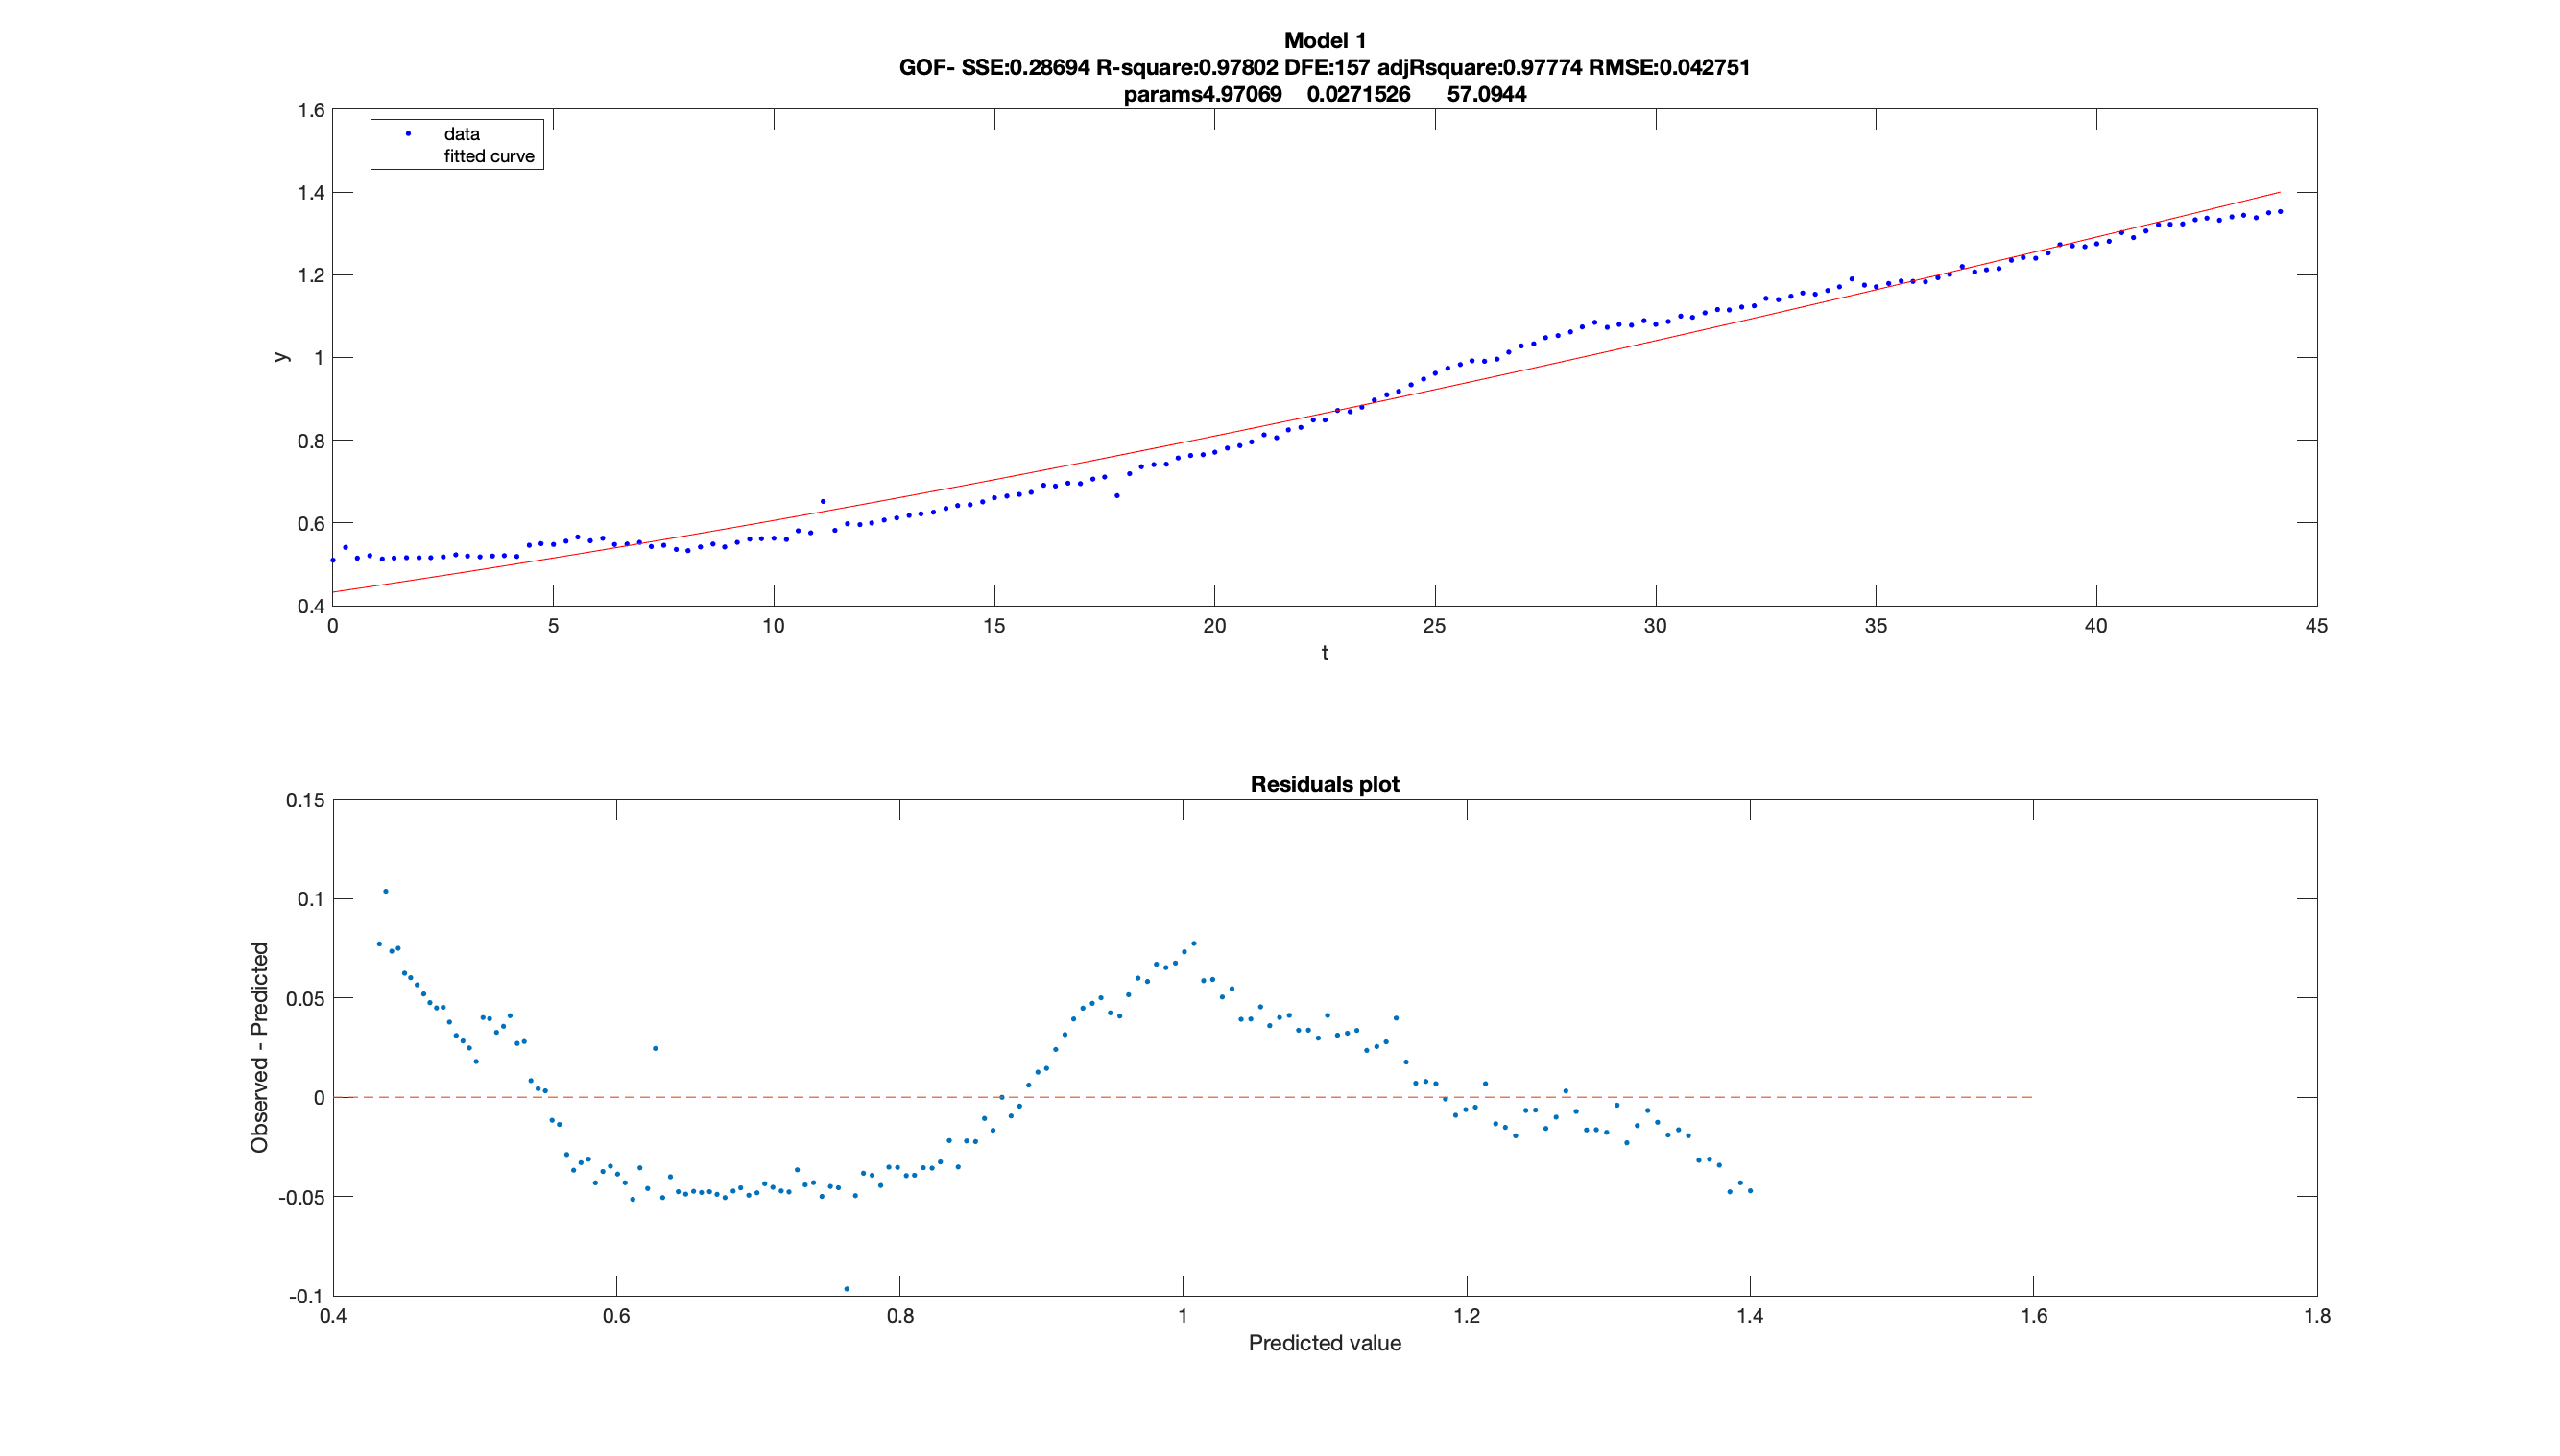 Model 1
GOF- SSE:0.28694 R-square:0.97802 DFE:157 adjRsquare:0.97774 RMSE:0.042751
params4.97069 0.0271526 57.0944
1.6
1.4
1.2
1
0.8
0.6
0.4
y
data
fitted curve
0 5 10 15 20 25 30 35 40 45
t
Residuals plot
0.15
0.1
0.05
0
-0.05
-0.1
Observed - Predicted
0.4 0.6 0.8 1 1.2 1.4 1.6 1.8
Predicted value